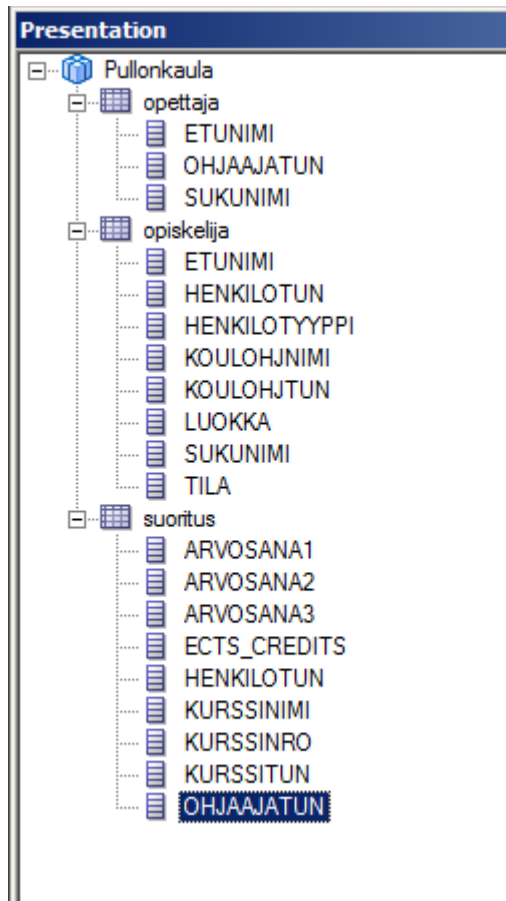 Presentation
Pullonkaula
opettaja
ETUNIMI
OHJAAJATUN
SUKUNIMI
opiskelija
ETUNIMI
HENKILOTUN
HENKILOTYYPPI
KOULOHJNIMI
KOULOHJTUN
LUOKKA
SUKUNIMI
TILA
suoritus
ARVOSANA1
ARVOSANA2
ARVOSANA3
ECTS_CREDITS
HENKILOTUN
KURSSINIMI
KURSSINRO
KURSSITUN
OHJAAJATUN